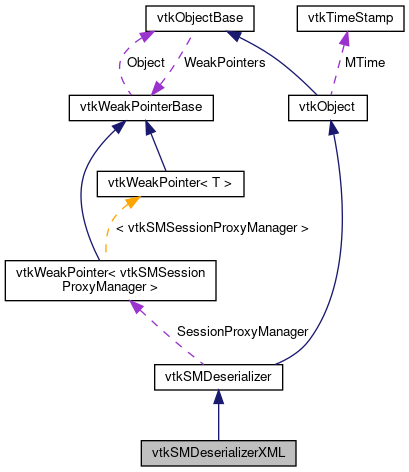 vtkObjectBase
vtkTimeStamp
Object
WeakPointers
MTime
vtkWeakPointerBase
vtkObject
vtkWeakPointer< T >
< vtkSMSessionProxyManager >
vtkWeakPointer< vtkSMSession
ProxyManager >
SessionProxyManager
vtkSMDeserializer
vtkSMDeserializerXML